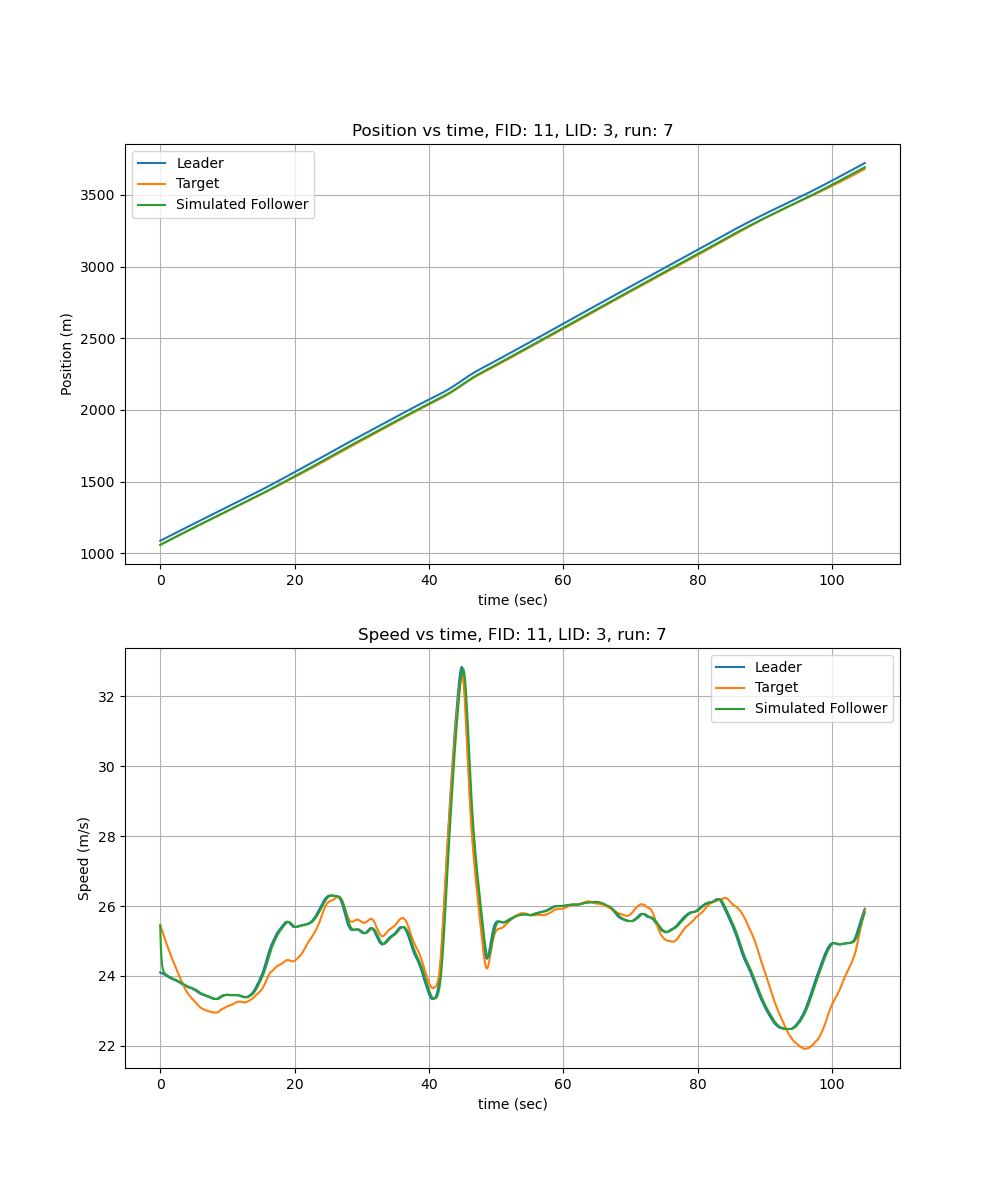 Position vs time, FID: 11, LID: 3, run: 7
Leader
Target
Simulated Follower
3500
3000
2500
2000
1500
1000
Position (m)
0 20 40 60 80 100
time (sec)
Speed vs time, FID: 11, LID: 3, run: 7
Leader
Target
Simulated Follower
32
30
28
26
24
22
Speed (m/s)
0 20 40 60 80 100
time (sec)